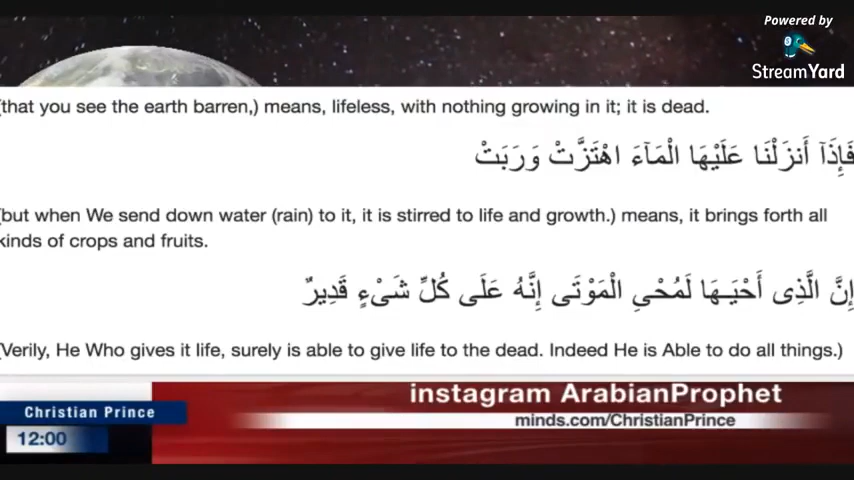 Powered by
StreamYard
(that you see the earth barren,) means, lifeless, with nothing growing in it; it is dead.
فَإِذَآ أَنزَلْنَا عَلَيْهَا الْمَآءَ اهْتَزَّتْ وَرَبَتْ
(but when We send down water (rain) to it, it is stirred to life and growth.) means, it brings forth all
kinds of crops and fruits.
إِنَّ الَّذِى أَحْيَـهَا لَمُحْىِ الْمَوْتَى إِنَّهُ عَلَى كُلِّ شَىْءٍ قَدِيرٌ
(Verily, He Who gives it life, surely is able to give life to the dead. Indeed He is Able to do all things.)
instagram ArabianProphet
Christian Prince
minds.com/ChristianPrince
12:00